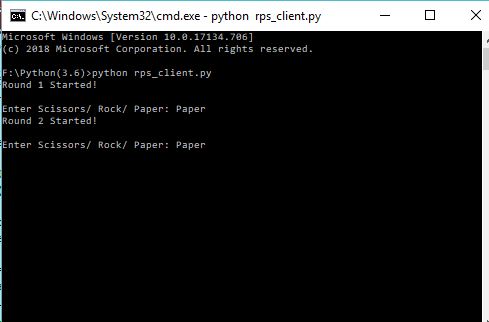 C:\Windows\System32\cmd.exe - python  rps_client.py
Microsoft Windows [Version 10.0.17134.706]
(c) 2018 Microsoft Corporation. All rights reserved.
F:\Python(3.6)>python rps_client.py
Round 1 Started!
Enter Scissors/ Rock/ Paper: Paper
Round 2 Started!
Enter Scissors/ Rock/ Paper: Paper